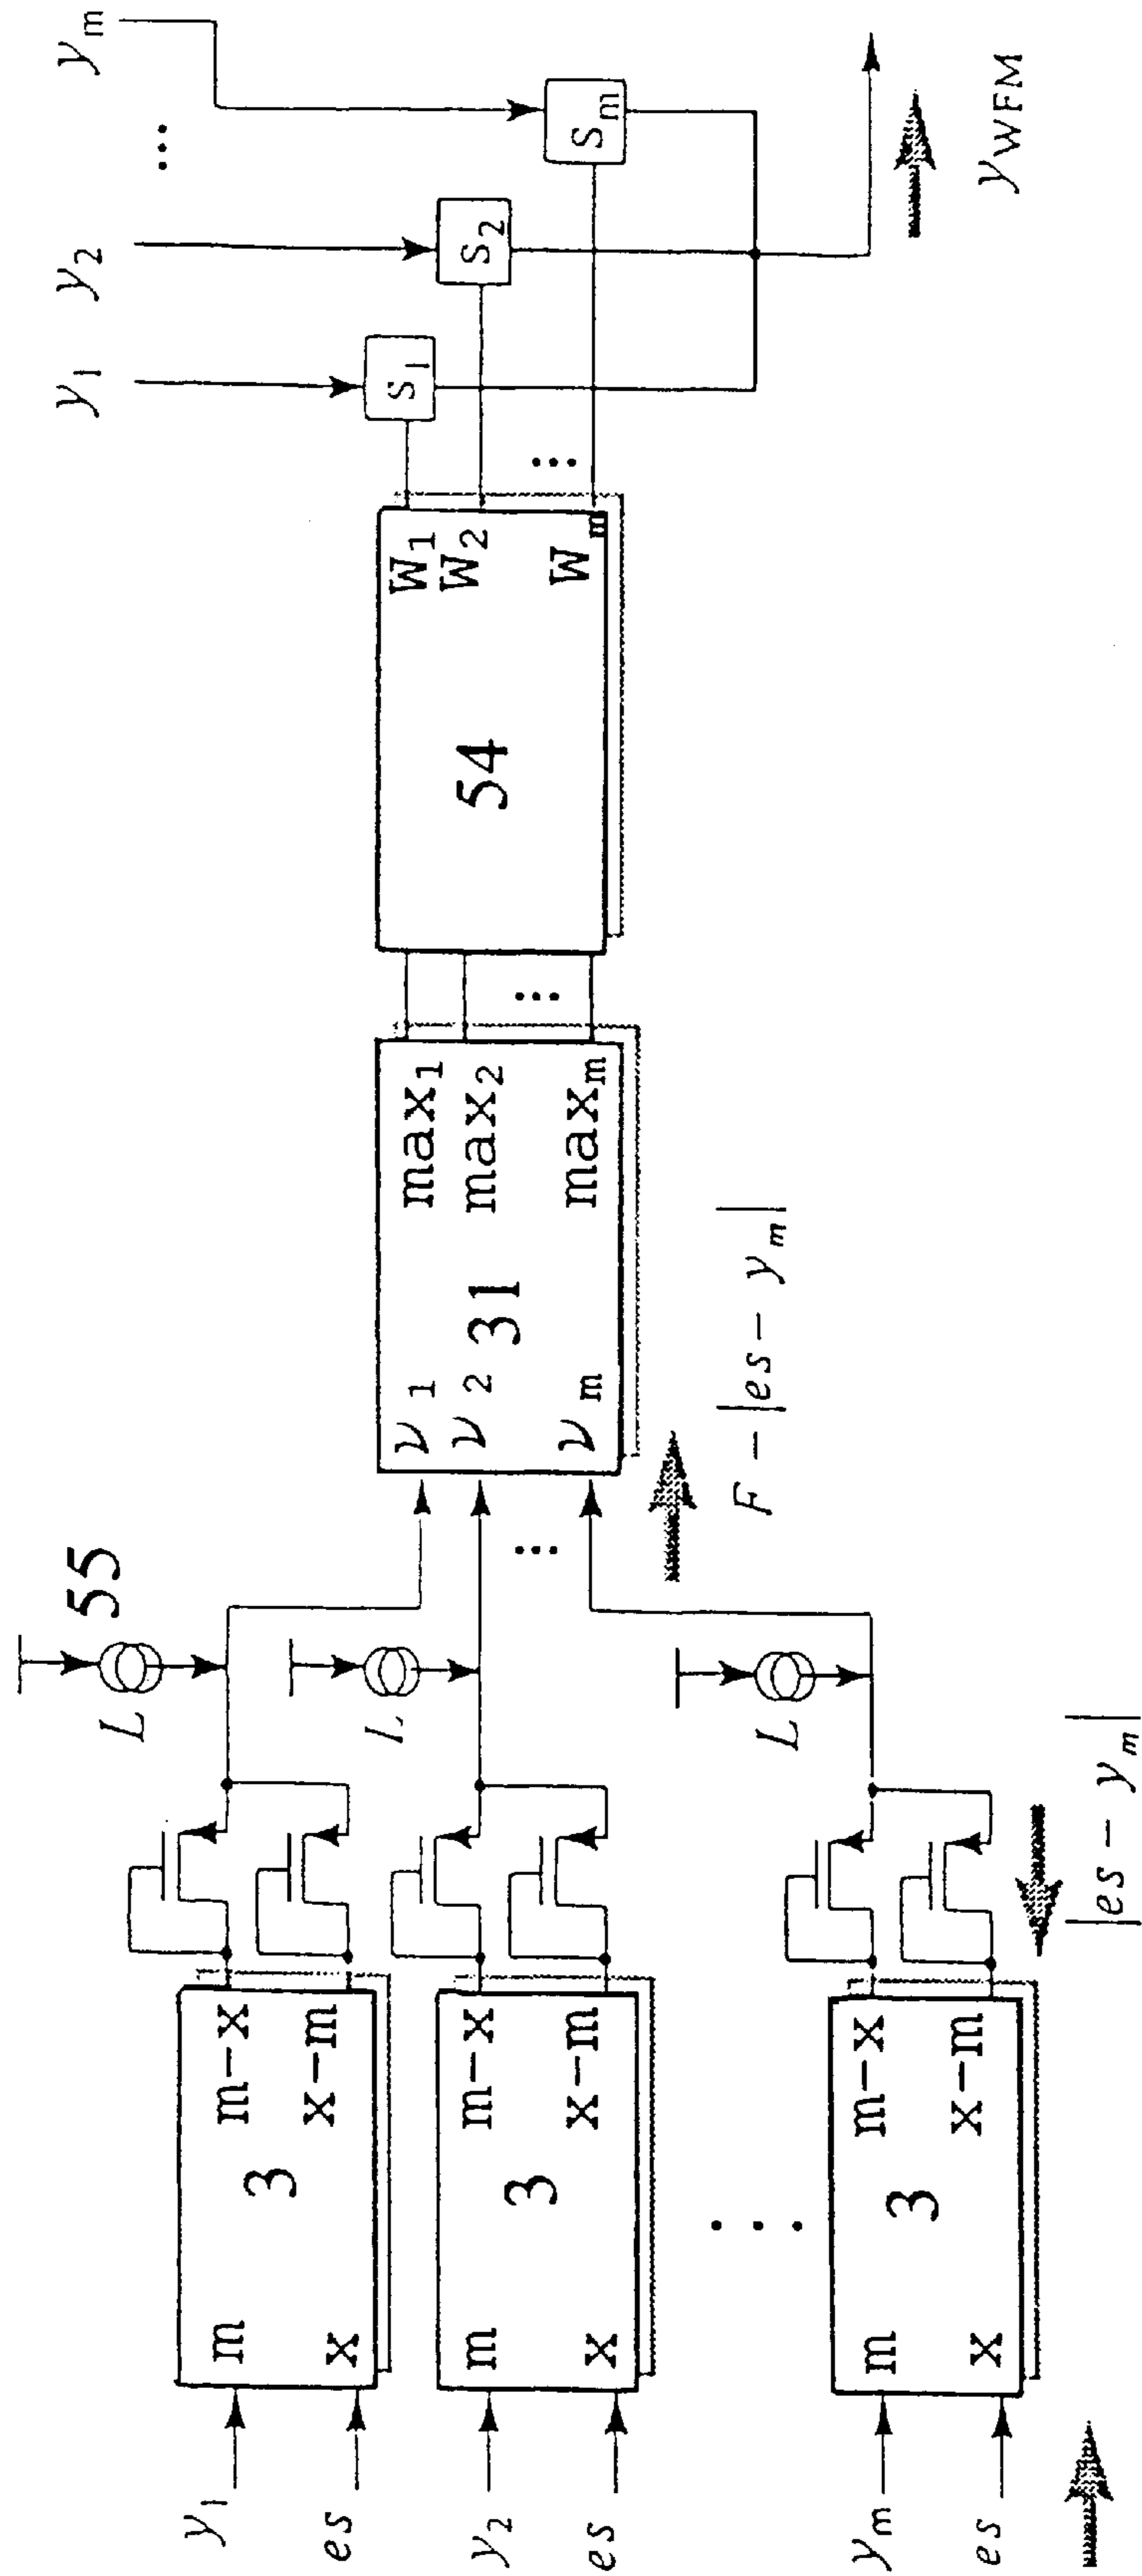 y1
es
m
x
3
m-x
x-m
L
55
y2
es
m
x
3
m-x
x-m
L
ym
es
m
x
3
m-x
x-m
L
|es - ym|
F - |es - ym|
ν1
ν2
νm
31
max1
max2
maxm
54
W1
W2
Wm
y1
y2
...
ym
S1
S2
Sm
yWFM